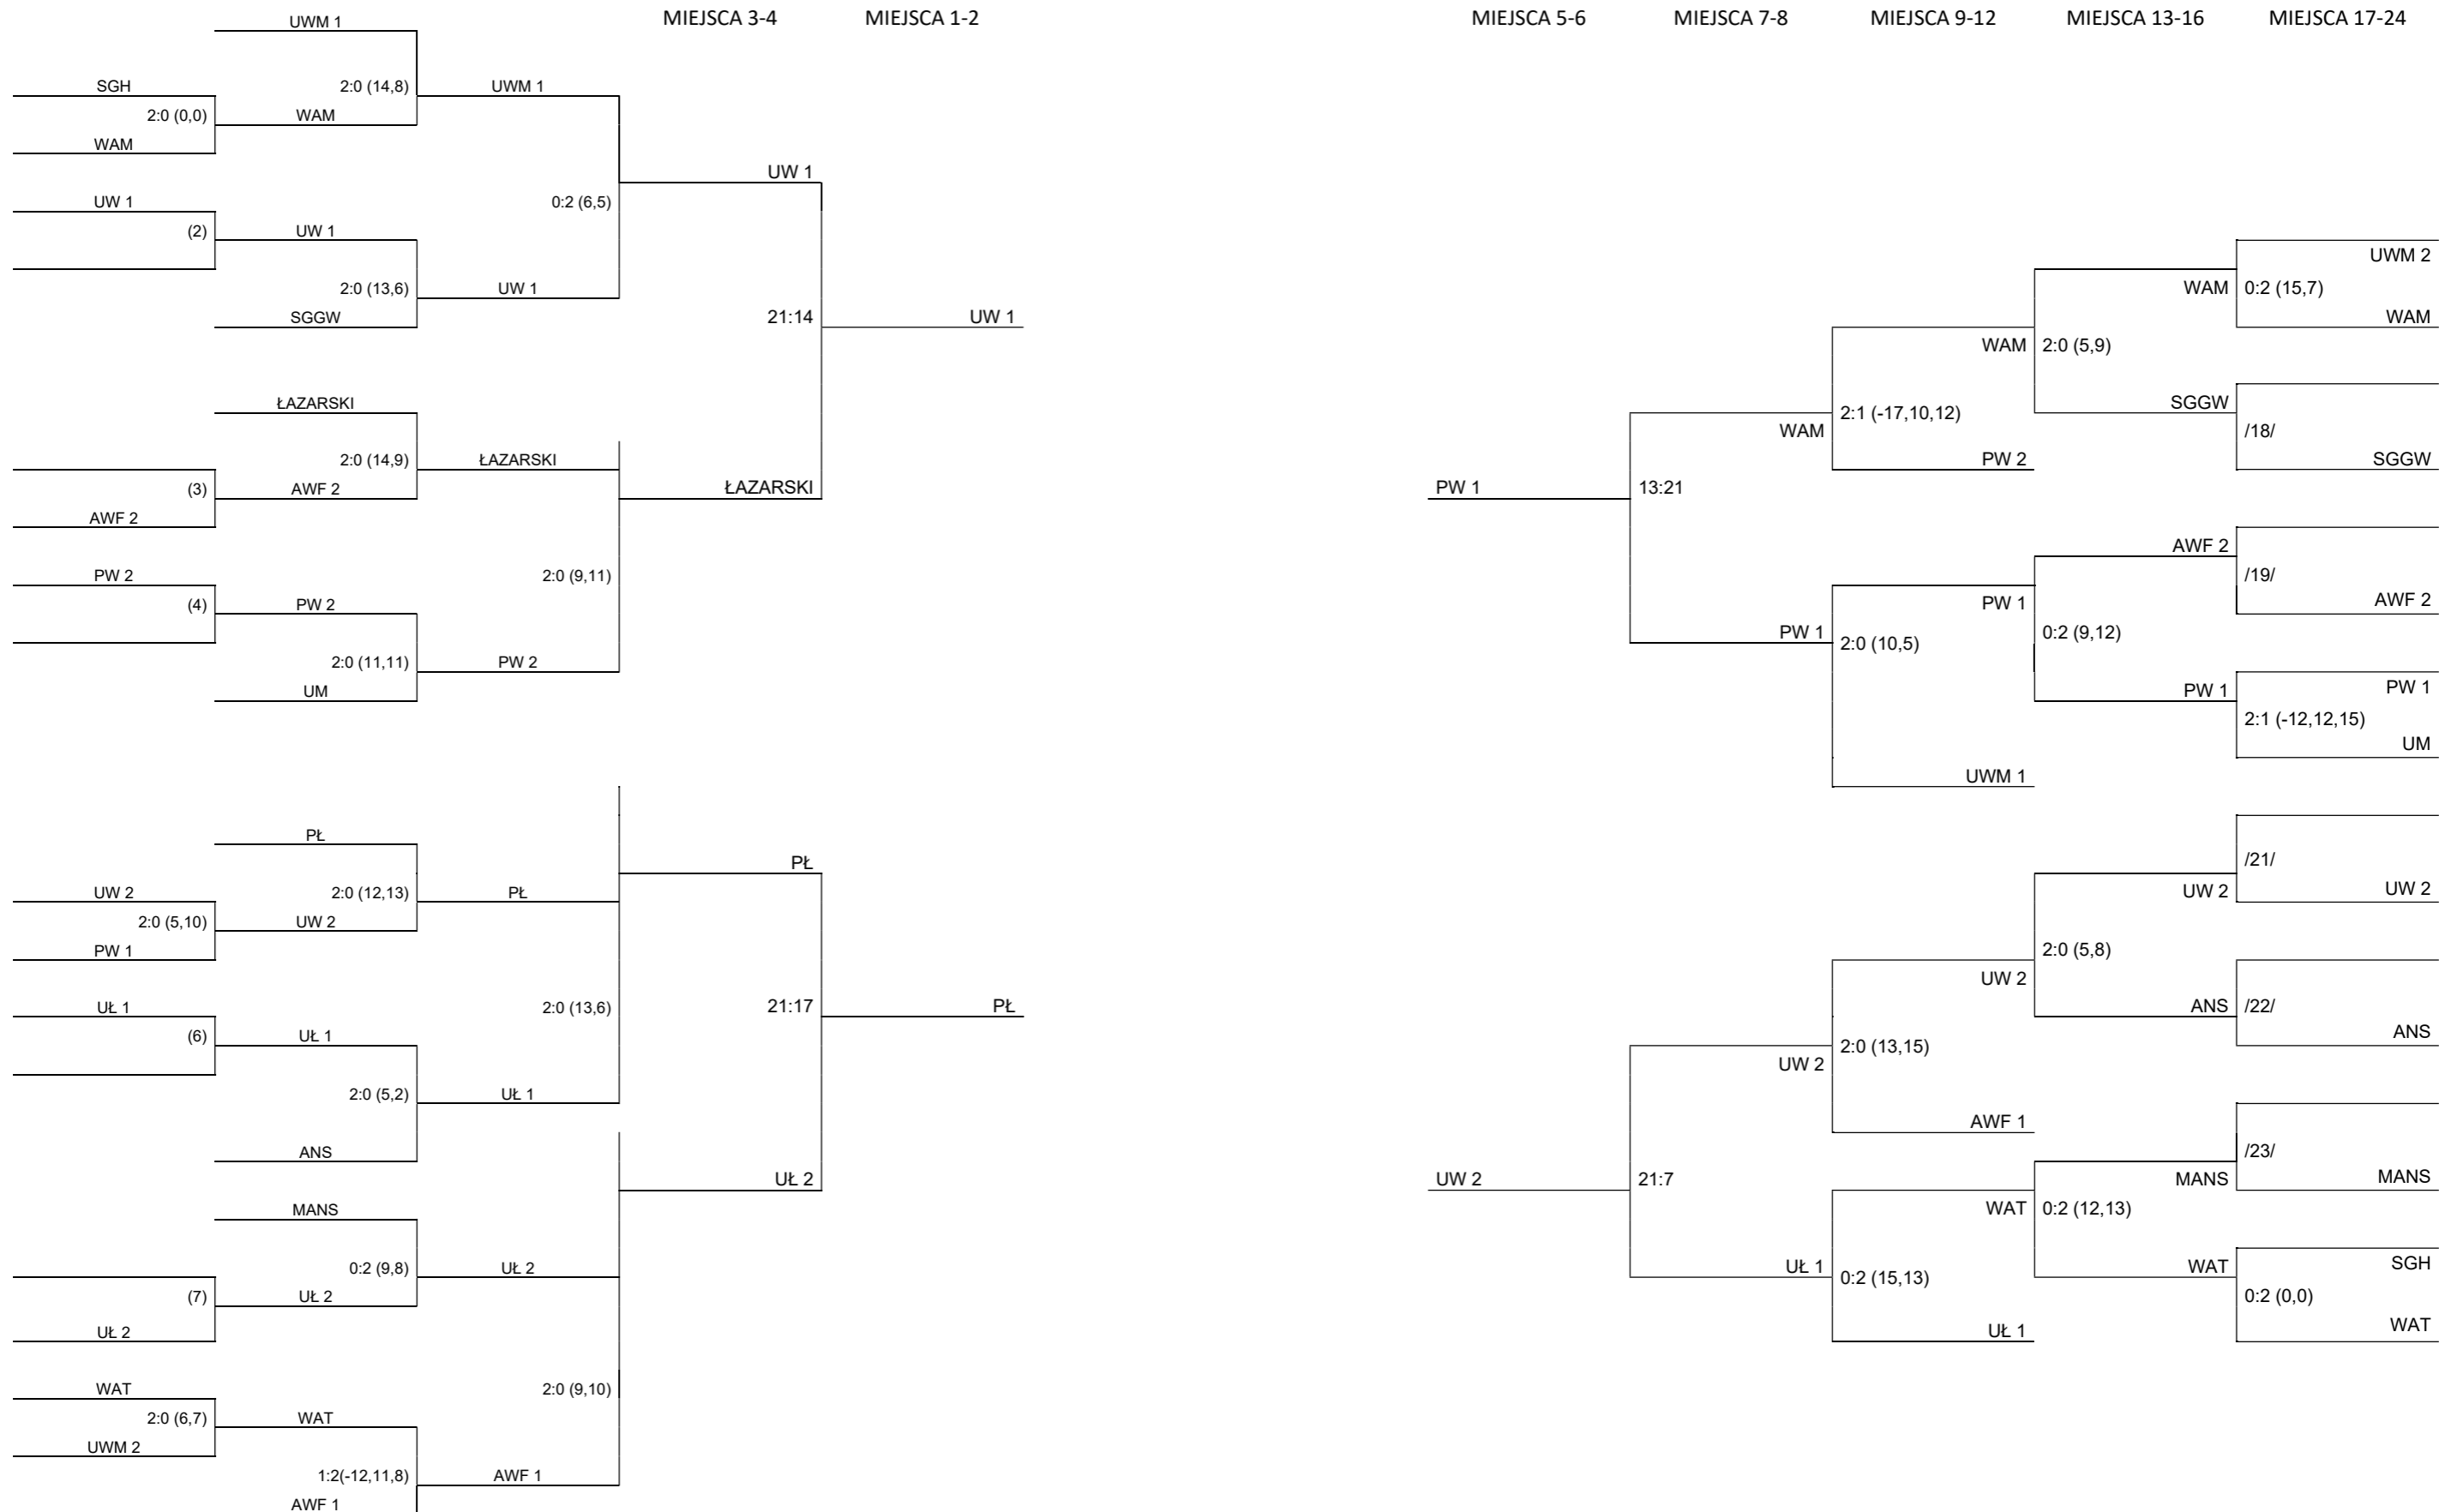 MIEJSCA 3-4 MIEJSCA 1-2 MIEJSCA 5-6 MIEJSCA 7-8 MIEJSCA 9-12 MIEJSCA 13-16 MIEJSCA 17-24
UWM 1
SGH 2:0 (14,8) UWM 1
2:0 (0,0) WAM
WAM
UW 1
UW 1 0:2 (6,5)
(2) UW 1
UWM 2
2:0 (13,6) UW 1 WAM 0:2 (15,7)
SGGW 21:14 UW 1 WAM
WAM 2:0 (5,9)
ŁAZARSKI SGGW
2:1 (-17,10,12)
WAM /18/
2:0 (14,9) ŁAZARSKI PW 2 SGGW
(3) AWF 2 ŁAZARSKI PW 1 13:21
AWF 2
AWF 2
PW 2 2:0 (9,11) /19/
(4) PW 2 PW 1 AWF 2
PW 1 2:0 (10,5) 0:2 (9,12)
2:0 (11,11) PW 2
UM PW 1 PW 1
2:1 (-12,12,15)
UM
UWM 1
PŁ
PŁ /21/
UW 2 2:0 (12,13) PŁ UW 2 UW 2
2:0 (5,10) UW 2
PW 1 2:0 (5,8)
UW 2
UŁ 1 2:0 (13,6) 21:17 PŁ ANS /22/
(6) UŁ 1 ANS
2:0 (13,15)
UW 2
2:0 (5,2) UŁ 1
AWF 1
ANS /23/
UŁ 2 UW 2 21:7 MANS MANS
MANS WAT 0:2 (12,13)
0:2 (9,8) UŁ 2 UŁ 1 0:2 (15,13) WAT SGH
(7) UŁ 2 0:2 (0,0)
UŁ 2 UŁ 1 WAT
WAT 2:0 (9,10)
2:0 (6,7) WAT
UWM 2
1:2(-12,11,8) AWF 1
AWF 1